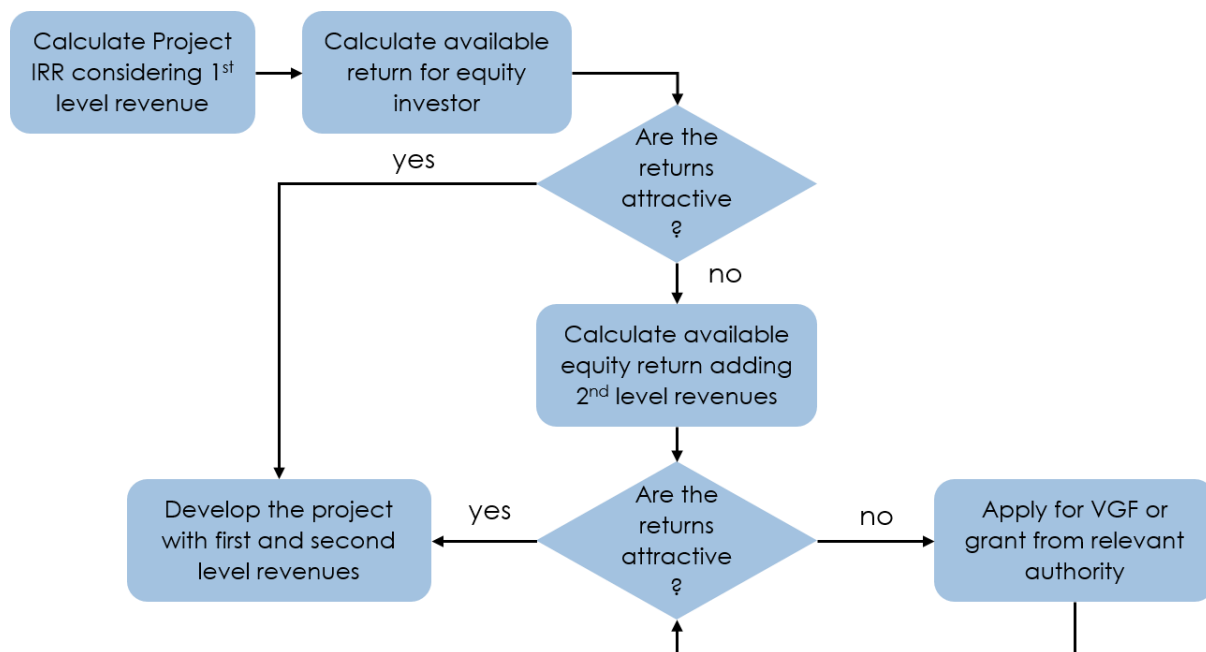 Calculate Project
IRR considering 1st
level revenue
Calculate available
return for equity
investor
Are the
returns
attractive
?
yes
no
Calculate available
equity return adding
2nd level revenues
Develop the project
with first and second
level revenues
yes
Are the
returns
attractive
?
no
Apply for VGF or
grant from relevant
authority